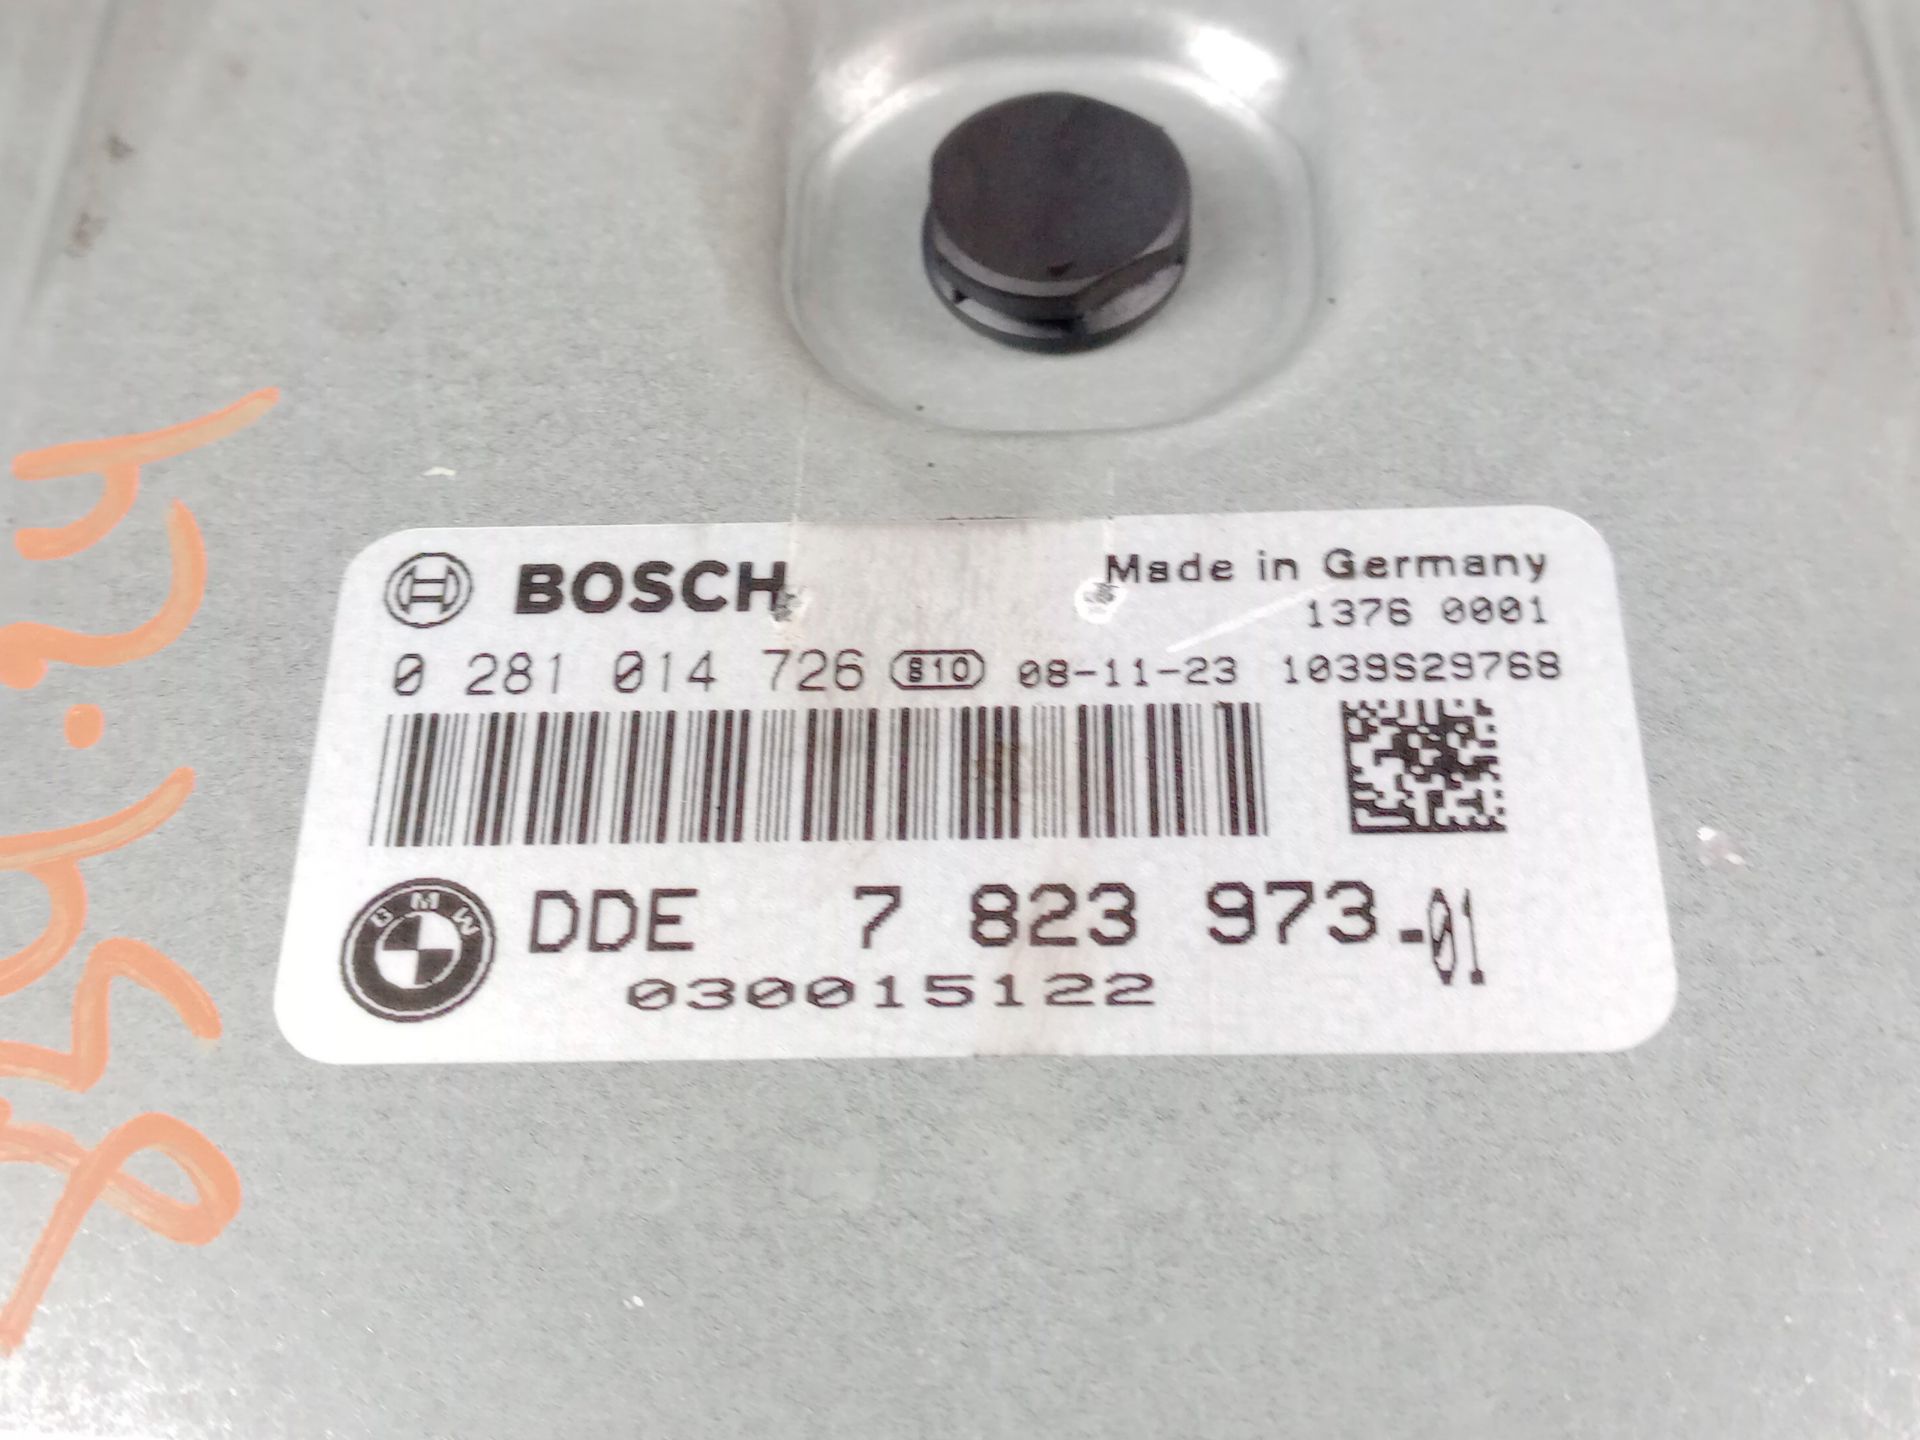 BOSCH
Made in Germany
1376 0001
0 281 014 726 810 08-11-23 1039S29768
BMW DDE 7 823 973-01
030015122